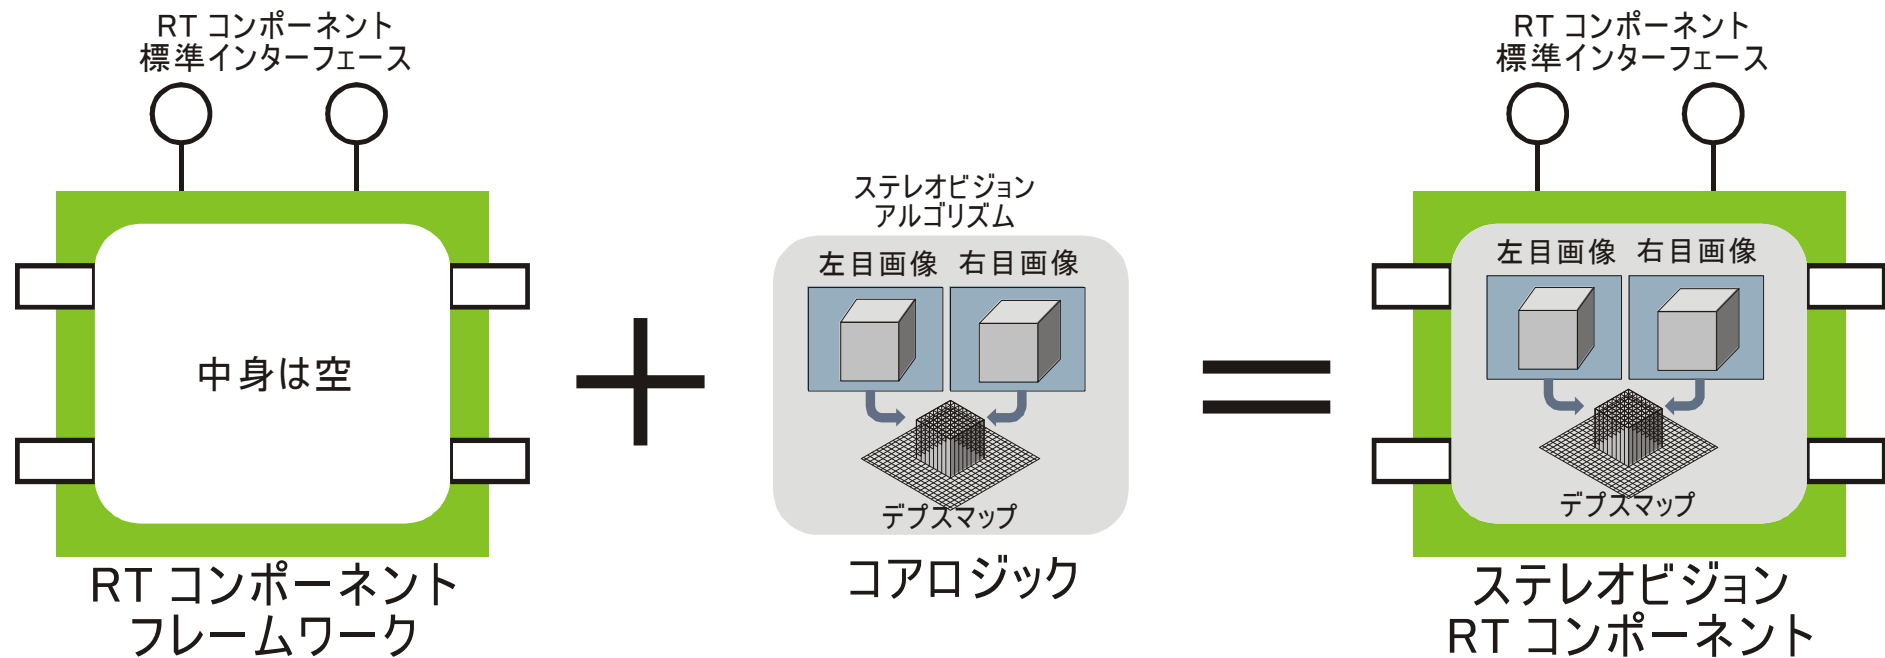 RT コンポーネント
標準インターフェース
中身は空
RT コンポーネント
フレームワーク
ステレオビジョン
アルゴリズム
左目画像
右目画像
デプスマップ
コアロジック
RT コンポーネント
標準インターフェース
左目画像
右目画像
デプスマップ
ステレオビジョン
RT コンポーネント